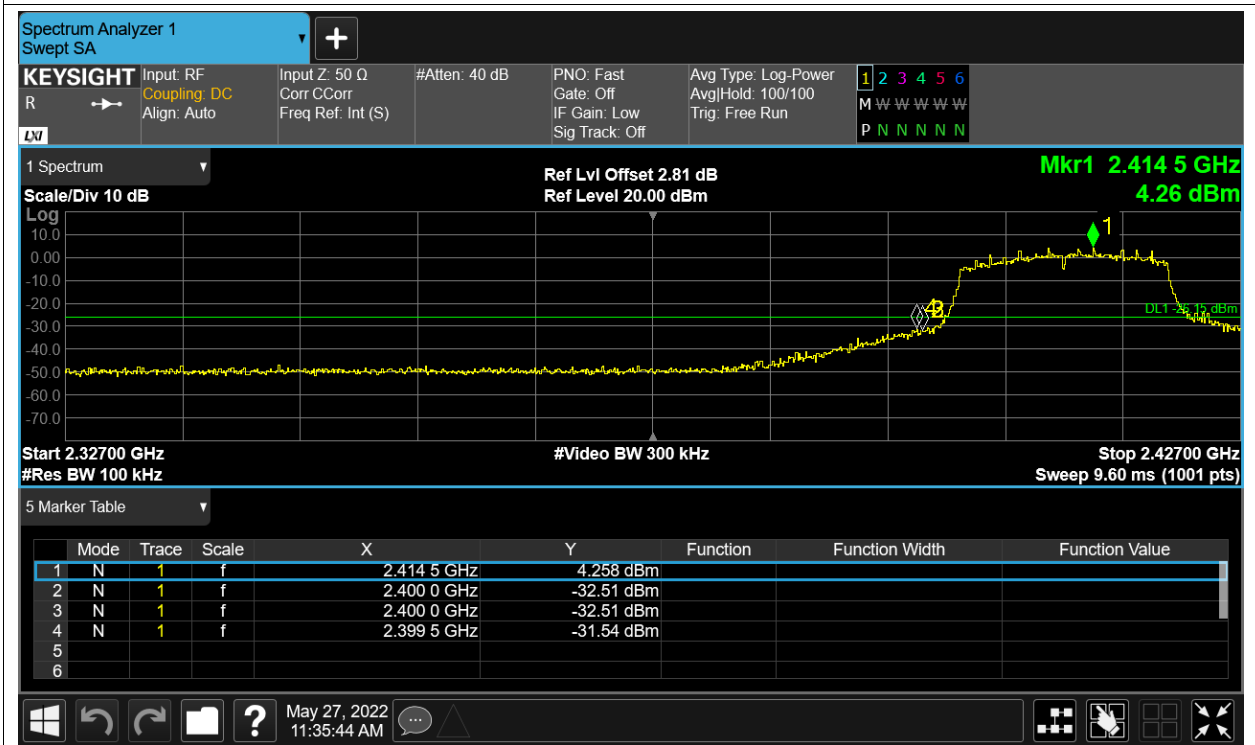 Spectrum Analyzer 1
Swept SA
KEYSIGHT Input: RF Input Z: 50 Ω #Atten: 40 dB PNO: Fast Avg Type: Log-Power 1 2 3 4 5 6
R Coupling: DC Corr CCorr Gate: Off Avg|Hold: 100/100 M W W W W W W
Align: Auto Freq Ref: Int (S) IF Gain: Low Trig: Free Run
LXI Sig Track: Off P N N N N N N
1 Spectrum Ref Lvl Offset 2.81 dB Mkr1 2.414 5 GHz
Scale/Div 10 dB Ref Level 20.00 dBm 4.26 dBm
Log
1
10.0
0.00
-10.0
-20.0
DL1 -26.15 dBm
-30.0
-40.0
-50.0
-60.0
-70.0
Start 2.32700 GHz #Video BW 300 kHz Stop 2.42700 GHz
#Res BW 100 kHz Sweep 9.60 ms (1001 pts)
5 Marker Table
Mode Trace Scale X Y Function Function Width Function Value
1 N 1 f 2.414 5 GHz 4.258 dBm
2 N 1 f 2.400 0 GHz -32.51 dBm
3 N 1 f 2.400 0 GHz -32.51 dBm
4 N 1 f 2.399 5 GHz -31.54 dBm
5
6
? May 27, 2022
11:35:44 AM